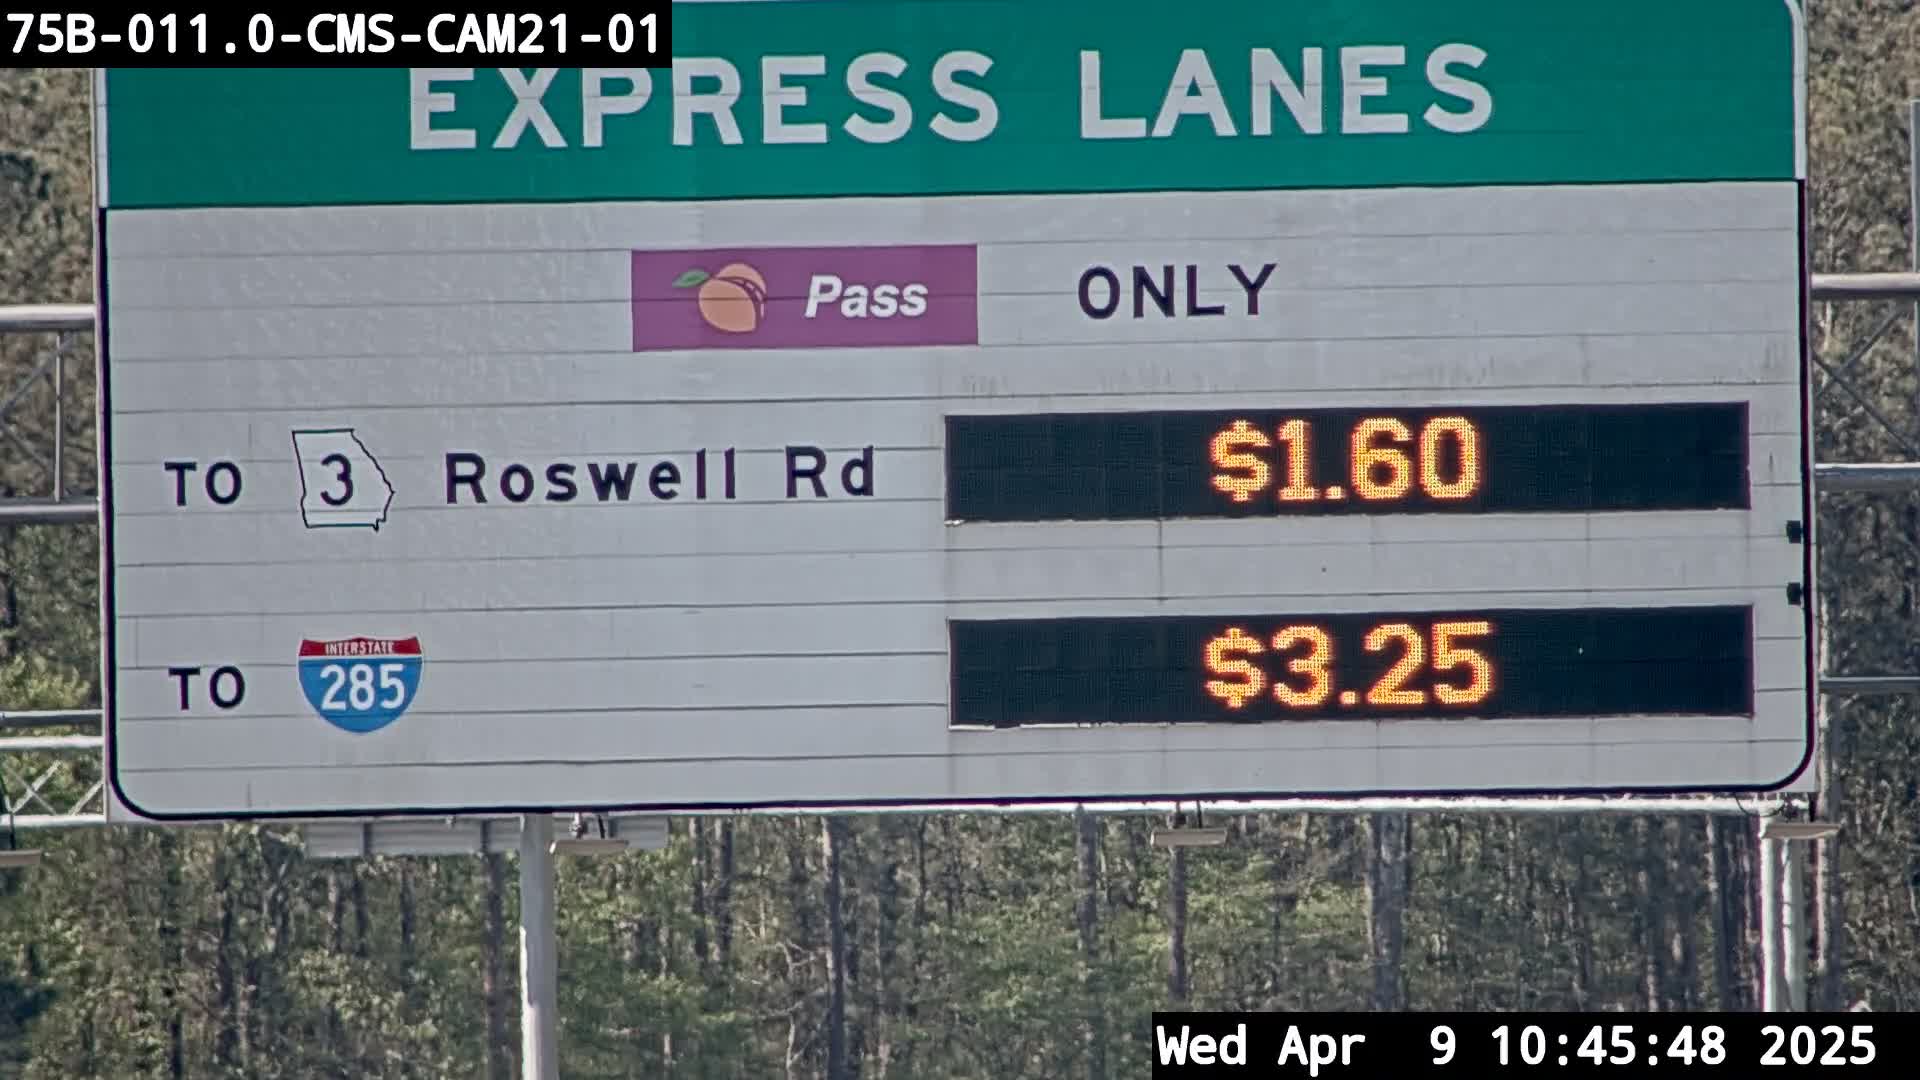 75B-011.0-CMS-CAM21-01
EXPRESS LANES
Pass ONLY
TO 3 Roswell Rd $1.60
INTERSTATE
TO 285 $3.25
Wed Apr 9 10:45:48 2025